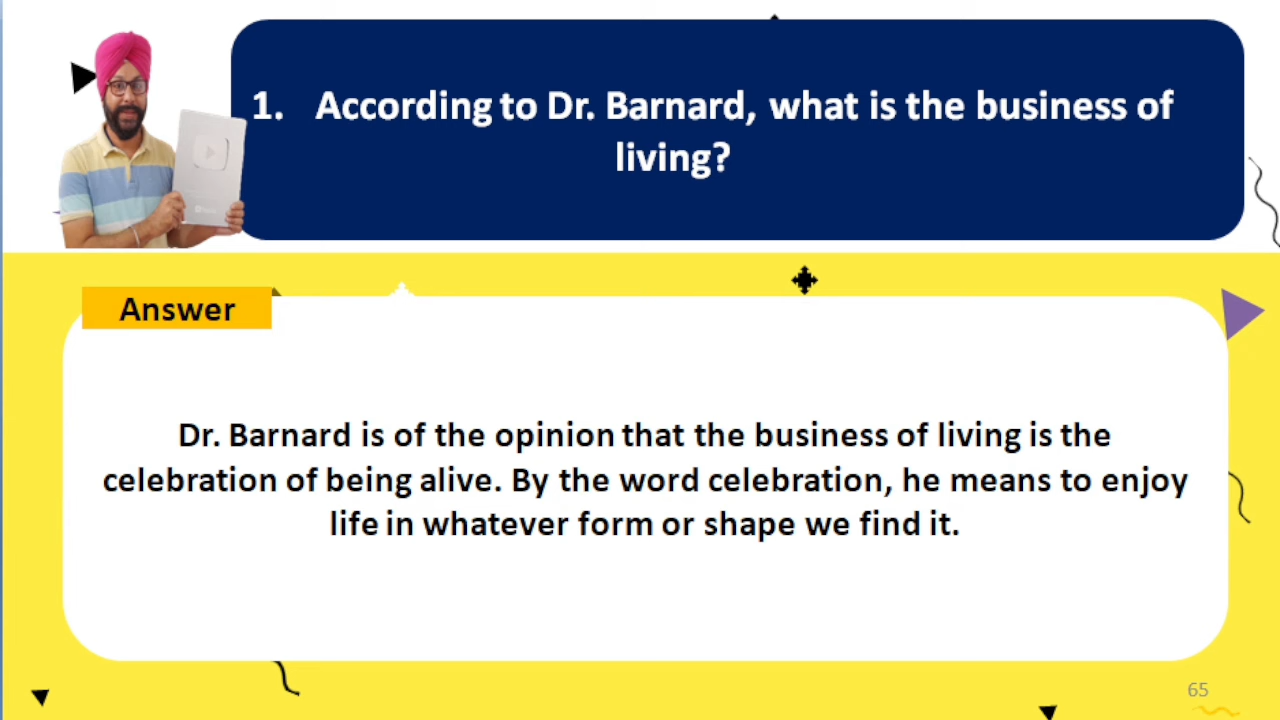 1. According to Dr. Barnard, what is the business of
living?
Answer
Dr. Barnard is of the opinion that the business of living is the
celebration of being alive. By the word celebration, he means to enjoy
life in whatever form or shape we find it.
65